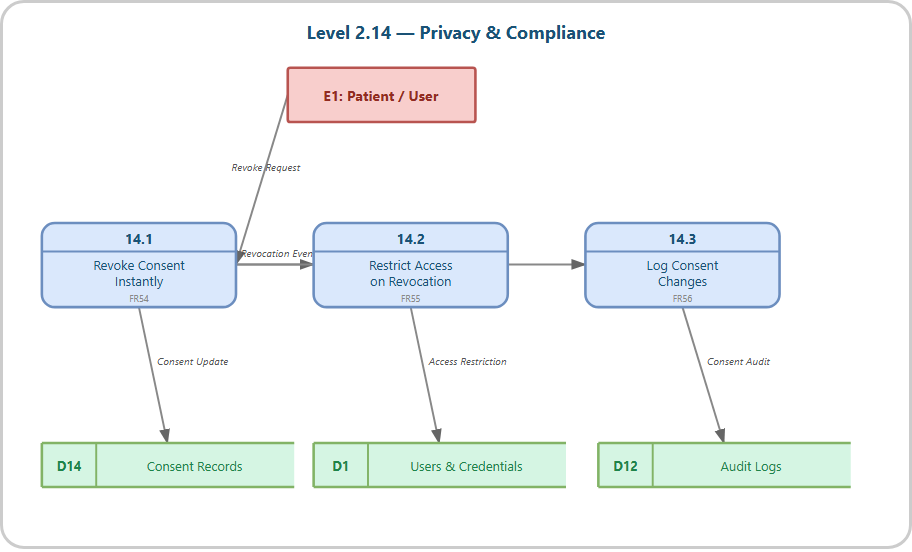 Level 2.14 — Privacy & Compliance
E1: Patient / User
Revoke Request
14.1
Revoke Consent
Instantly
FR54
Revocation Even
14.2
Restrict Access
on Revocation
FR55
14.3
Log Consent
Changes
FR56
Consent Update
Access Restriction
Consent Audit
D14
Consent Records
D1
Users & Credentials
D12
Audit Logs